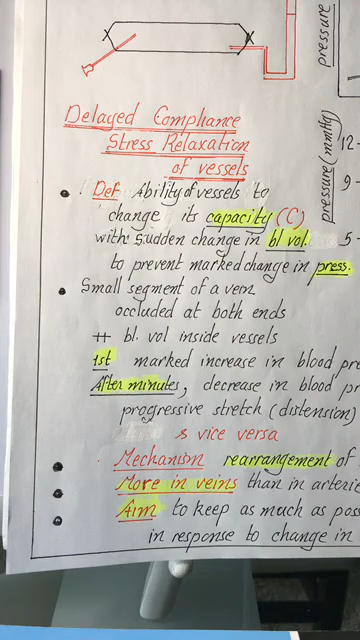 pressure
Delayed Compliance
Stress Relaxation
of vessels
pressure (mmHg)
12-
9-
5-
• Def Ability of vessels to
change its capacity (C)
with sudden change in bl vol.
to prevent marked change in press.
• Small segment of a vein
occluded at both ends
++ bl. vol inside vessels
1st marked increase in blood pre
After minutes, decrease in blood pr
progressive stretch (distension)
& vice versa
• Mechanism rearrangement of
• More in veins than in arterie
• Aim to keep as much as poss
in response to change in